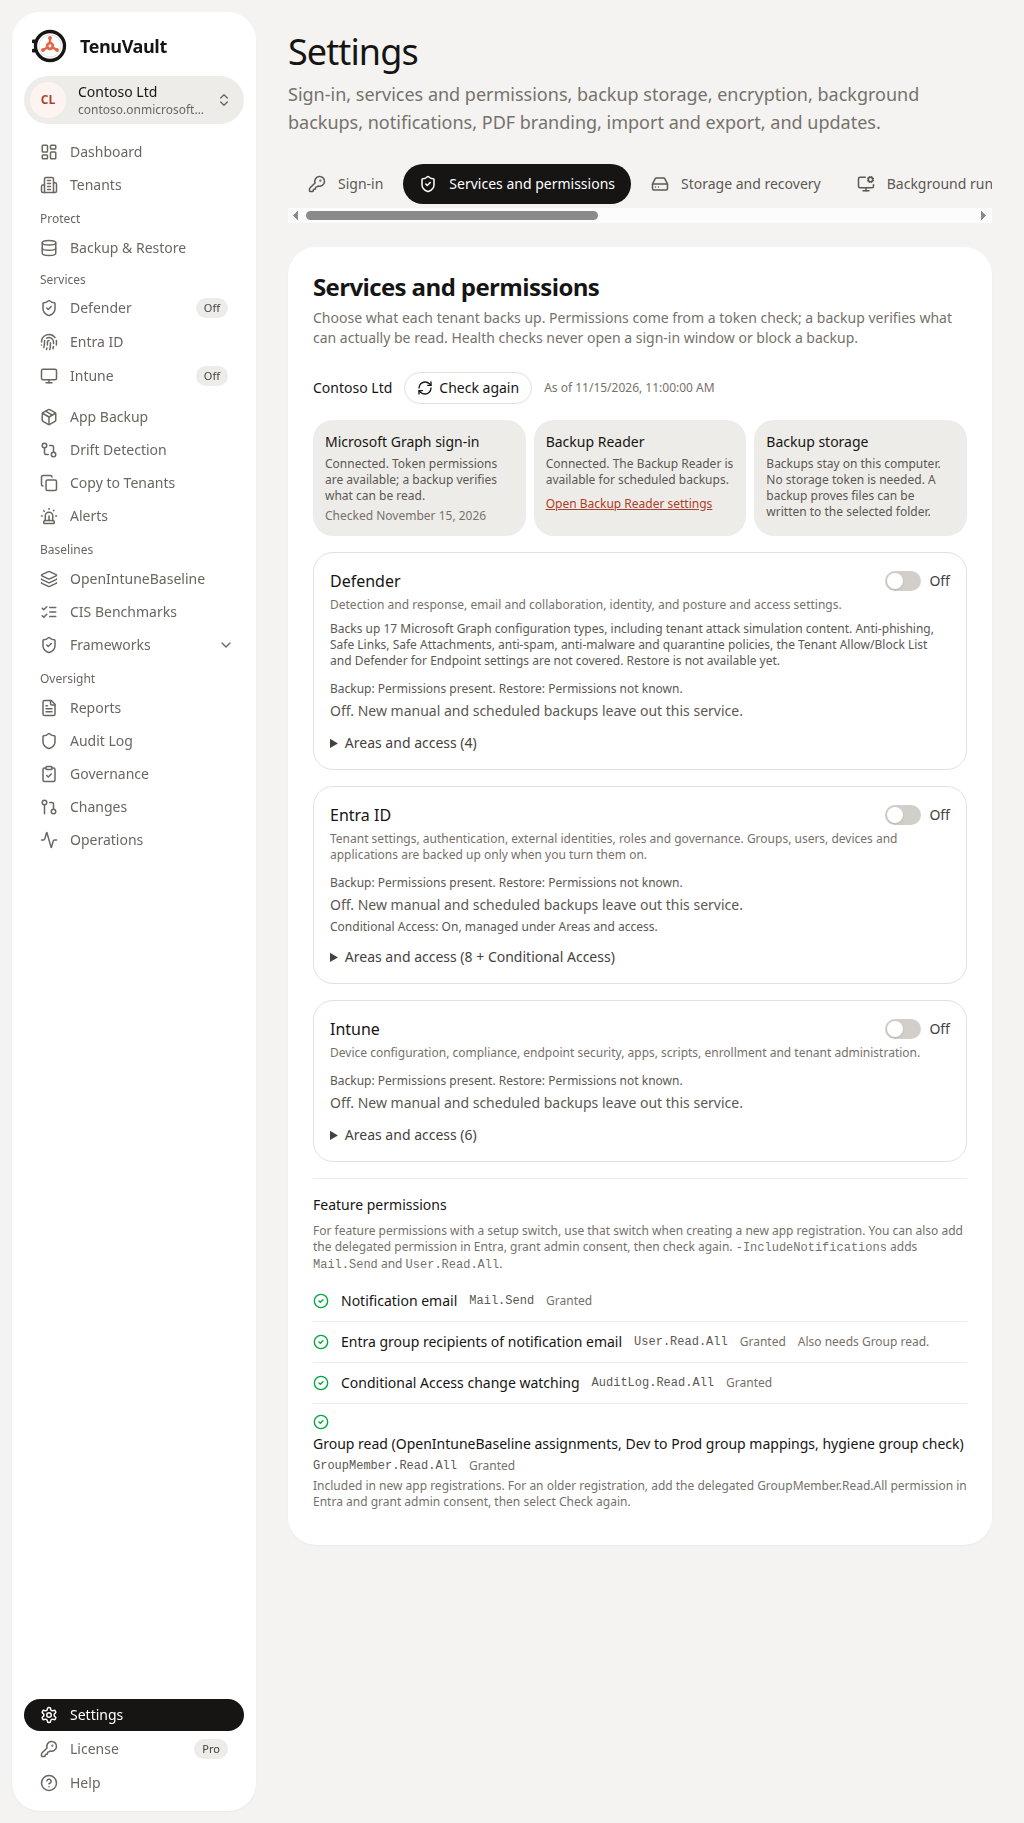 TenuVault
CL
Contoso Ltd
contoso.onmicrosoft...
Dashboard
Tenants
Protect
Backup & Restore
Services
Defender
Off
Entra ID
Intune
Off
App Backup
Drift Detection
Copy to Tenants
Alerts
Baselines
OpenIntuneBaseline
CIS Benchmarks
Frameworks
Oversight
Reports
Audit Log
Governance
Changes
Operations
Settings
License
Pro
Help
Settings
Sign-in, services and permissions, backup storage, encryption, background
backups, notifications, PDF branding, import and export, and updates.
Sign-in
Services and permissions
Storage and recovery
Background run
Services and permissions
Choose what each tenant backs up. Permissions come from a token check; a backup verifies what
can actually be read. Health checks never open a sign-in window or block a backup.
Contoso Ltd
Check again
As of 11/15/2026, 11:00:00 AM
Microsoft Graph sign-in
Connected. Token permissions
are available; a backup verifies
what can be read.
Checked November 15, 2026
Backup Reader
Connected. The Backup Reader is
available for scheduled backups.
Open Backup Reader settings
Backup storage
Backups stay on this computer.
No storage token is needed. A
backup proves files can be
written to the selected folder.
Defender
Off
Detection and response, email and collaboration, identity, and posture and access settings.
Backs up 17 Microsoft Graph configuration types, including tenant attack simulation content. Anti-phishing,
Safe Links, Safe Attachments, anti-spam, anti-malware and quarantine policies, the Tenant Allow/Block List
and Defender for Endpoint settings are not covered. Restore is not available yet.
Backup: Permissions present. Restore: Permissions not known.
Off. New manual and scheduled backups leave out this service.
Areas and access (4)
Entra ID
Off
Tenant settings, authentication, external identities, roles and governance. Groups, users, devices and
applications are backed up only when you turn them on.
Backup: Permissions present. Restore: Permissions not known.
Off. New manual and scheduled backups leave out this service.
Conditional Access: On, managed under Areas and access.
Areas and access (8 + Conditional Access)
Intune
Off
Device configuration, compliance, endpoint security, apps, scripts, enrollment and tenant administration.
Backup: Permissions present. Restore: Permissions not known.
Off. New manual and scheduled backups leave out this service.
Areas and access (6)
Feature permissions
For feature permissions with a setup switch, use that switch when creating a new app registration. You can also add
the delegated permission in Entra, grant admin consent, then check again. -IncludeNotifications adds
Mail.Send and User.Read.All.
Notification email Mail.Send Granted
Entra group recipients of notification email User.Read.All Granted Also needs Group read.
Conditional Access change watching AuditLog.Read.All Granted
Group read (OpenIntuneBaseline assignments, Dev to Prod group mappings, hygiene group check)
GroupMember.Read.All Granted
Included in new app registrations. For an older registration, add the delegated GroupMember.Read.All permission in
Entra and grant admin consent, then select Check again.